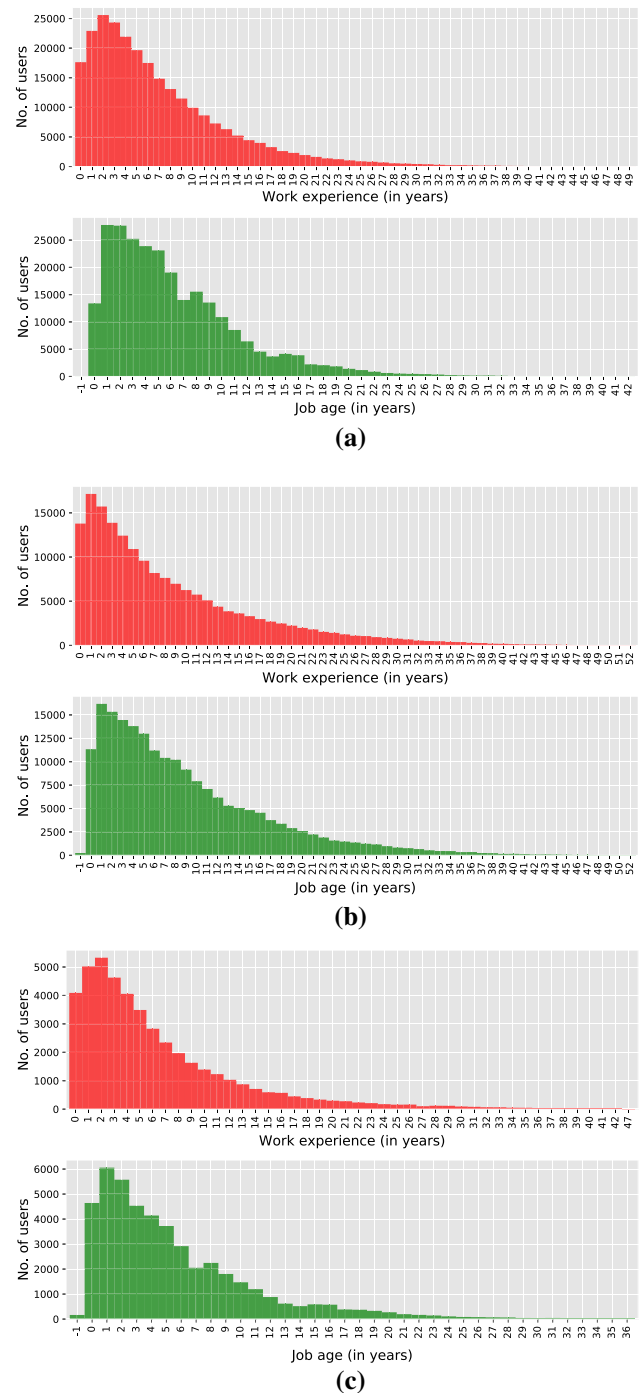 25000
20000
15000
10000
5000
0
No. of users
0 1 2 3 4 5 6 7 8 9 10 11 12 13 14 15 16 17 18 19 20 21 22 23 24 25 26 27 28 29 30 31 32 33 34 35 36 37 38 39 40 41 42 43 44 45 46 47 48 49
Work experience (in years)
25000
20000
15000
10000
5000
0
No. of users
-1 0 1 2 3 4 5 6 7 8 9 10 11 12 13 14 15 16 17 18 19 20 21 22 23 24 25 26 27 28 29 30 31 32 33 34 35 36 37 38 39 40 41 42
Job age (in years)
(a)
15000
10000
5000
0
No. of users
0 1 2 3 4 5 6 7 8 9 10 11 12 13 14 15 16 17 18 19 20 21 22 23 24 25 26 27 28 29 30 31 32 33 34 35 36 37 38 39 40 41 42 43 44 45 46 47 48 49 50 51 52
Work experience (in years)
15000
12500
10000
7500
5000
2500
0
No. of users
-1 0 1 2 3 4 5 6 7 8 9 10 11 12 13 14 15 16 17 18 19 20 21 22 23 24 25 26 27 28 29 30 31 32 33 34 35 36 37 38 39 40 41 42 43 44 45 46 47 48 49 50 52
Job age (in years)
(b)
5000
4000
3000
2000
1000
0
No. of users
0 1 2 3 4 5 6 7 8 9 10 11 12 13 14 15 16 17 18 19 20 21 22 23 24 25 26 27 28 29 30 31 32 33 34 35 36 37 38 39 40 41 42 47
Work experience (in years)
6000
5000
4000
3000
2000
1000
0
No. of users
-1 0 1 2 3 4 5 6 7 8 9 10 11 12 13 14 15 16 17 18 19 20 21 22 23 24 25 26 27 28 29 30 31 32 33 34 35 36
Job age (in years)
(c)